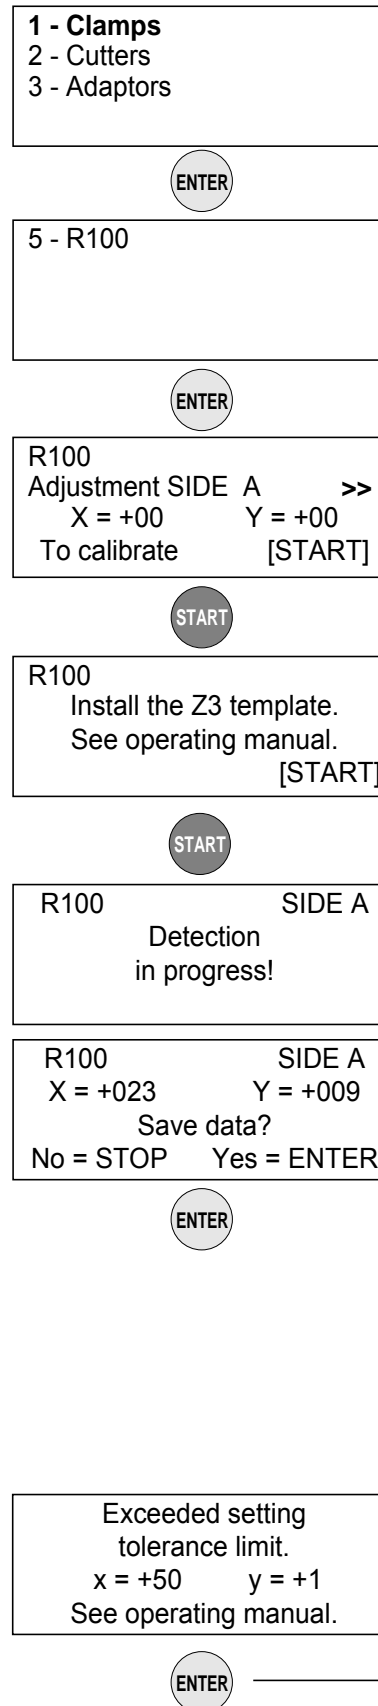 1 - Clamps
2 - Cutters
3 - Adaptors
ENTER
5 - R100
ENTER
R100
Adjustment SIDE A >>
X = +00 Y = +00
To calibrate [START]
START
R100
Install the Z3 template.
See operating manual.
[START]
START
R100 SIDE A
Detection
in progress!
R100 SIDE A
X = +023 Y = +009
Save data?
No = STOP Yes = ENTER
ENTER
Exceeded setting
tolerance limit.
x = +50 y = +1
See operating manual.
ENTER